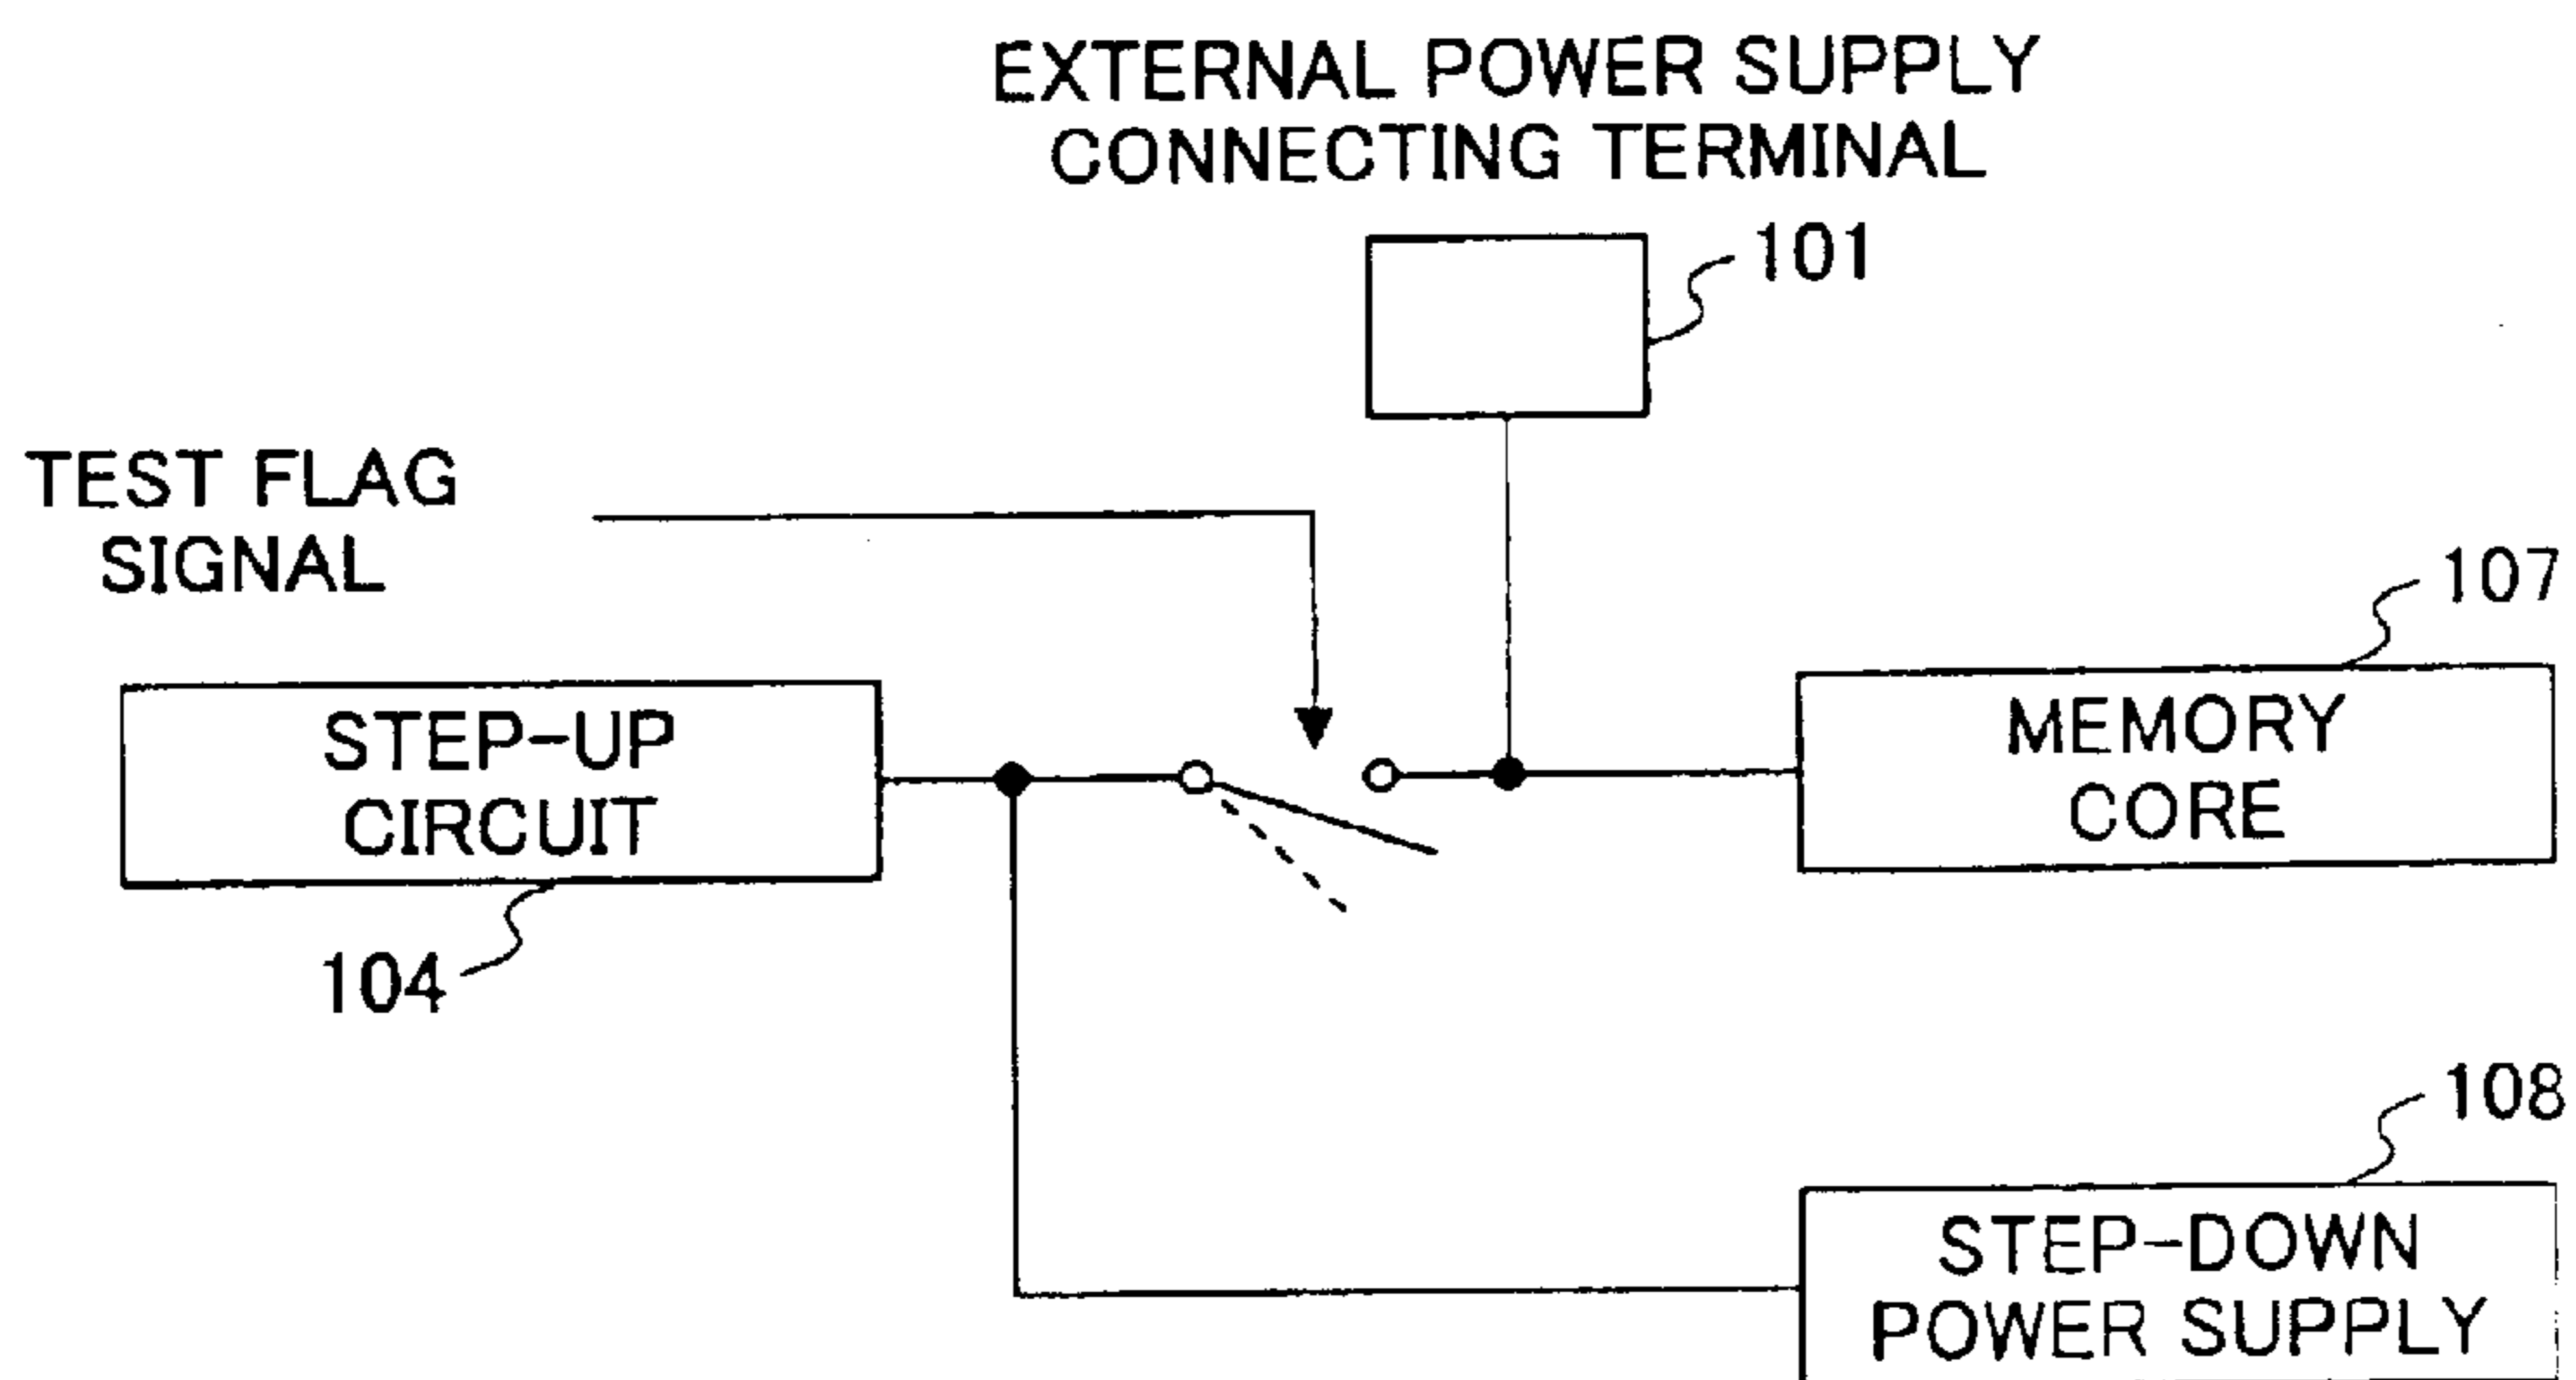 EXTERNAL POWER SUPPLY
CONNECTING TERMINAL
101
TEST FLAG
SIGNAL
107
STEP-UP
CIRCUIT
MEMORY
CORE
104
108
STEP-DOWN
POWER SUPPLY